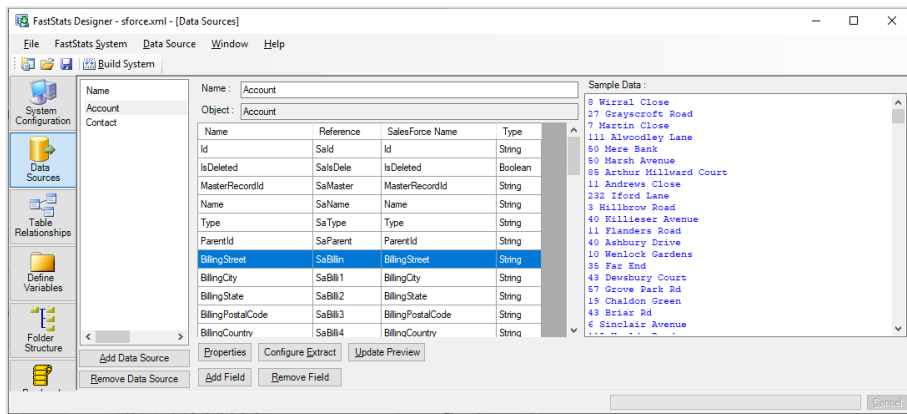 FastStats Designer - sforce.xml - [Data Sources]
File FastStats System Data Source Window Help
Build System
System Configuration
Data Sources
Table Relationships
Define Variables
Folder Structure
Name
Account
Contact
Add Data Source
Remove Data Source
Name : Account
Object : Account
Name Reference SalesForce Name Type
Id SaId Id String
IsDeleted SaIsDele IsDeleted Boolean
MasterRecordId SaMaster MasterRecordId String
Name SaName Name String
Type SaType Type String
ParentId SaParent ParentId String
BillingStreet SaBillin BillingStreet String
BillingCity SaBilli1 BillingCity String
BillingState SaBilli2 BillingState String
BillingPostalCode SaBilli3 BillingPostalCode String
BillingCountry SaBilli4 BillingCountry String
Properties Configure Extract Update Preview
Add Field Remove Field
Sample Data :
8 Wirral Close
27 Grayscroft Road
7 Martin Close
111 Alwoodley Lane
50 Mere Bank
50 Marsh Avenue
85 Arthur Millward Court
11 Andrews Close
232 Iford Lane
3 Hillbrow Road
40 Killieser Avenue
11 Flanders Road
40 Ashbury Drive
10 Wenlock Gardens
35 Far End
43 Dewsbury Court
57 Grove Park Rd
19 Chaldon Green
43 Briar Rd
6 Sinclair Avenue
Cancel